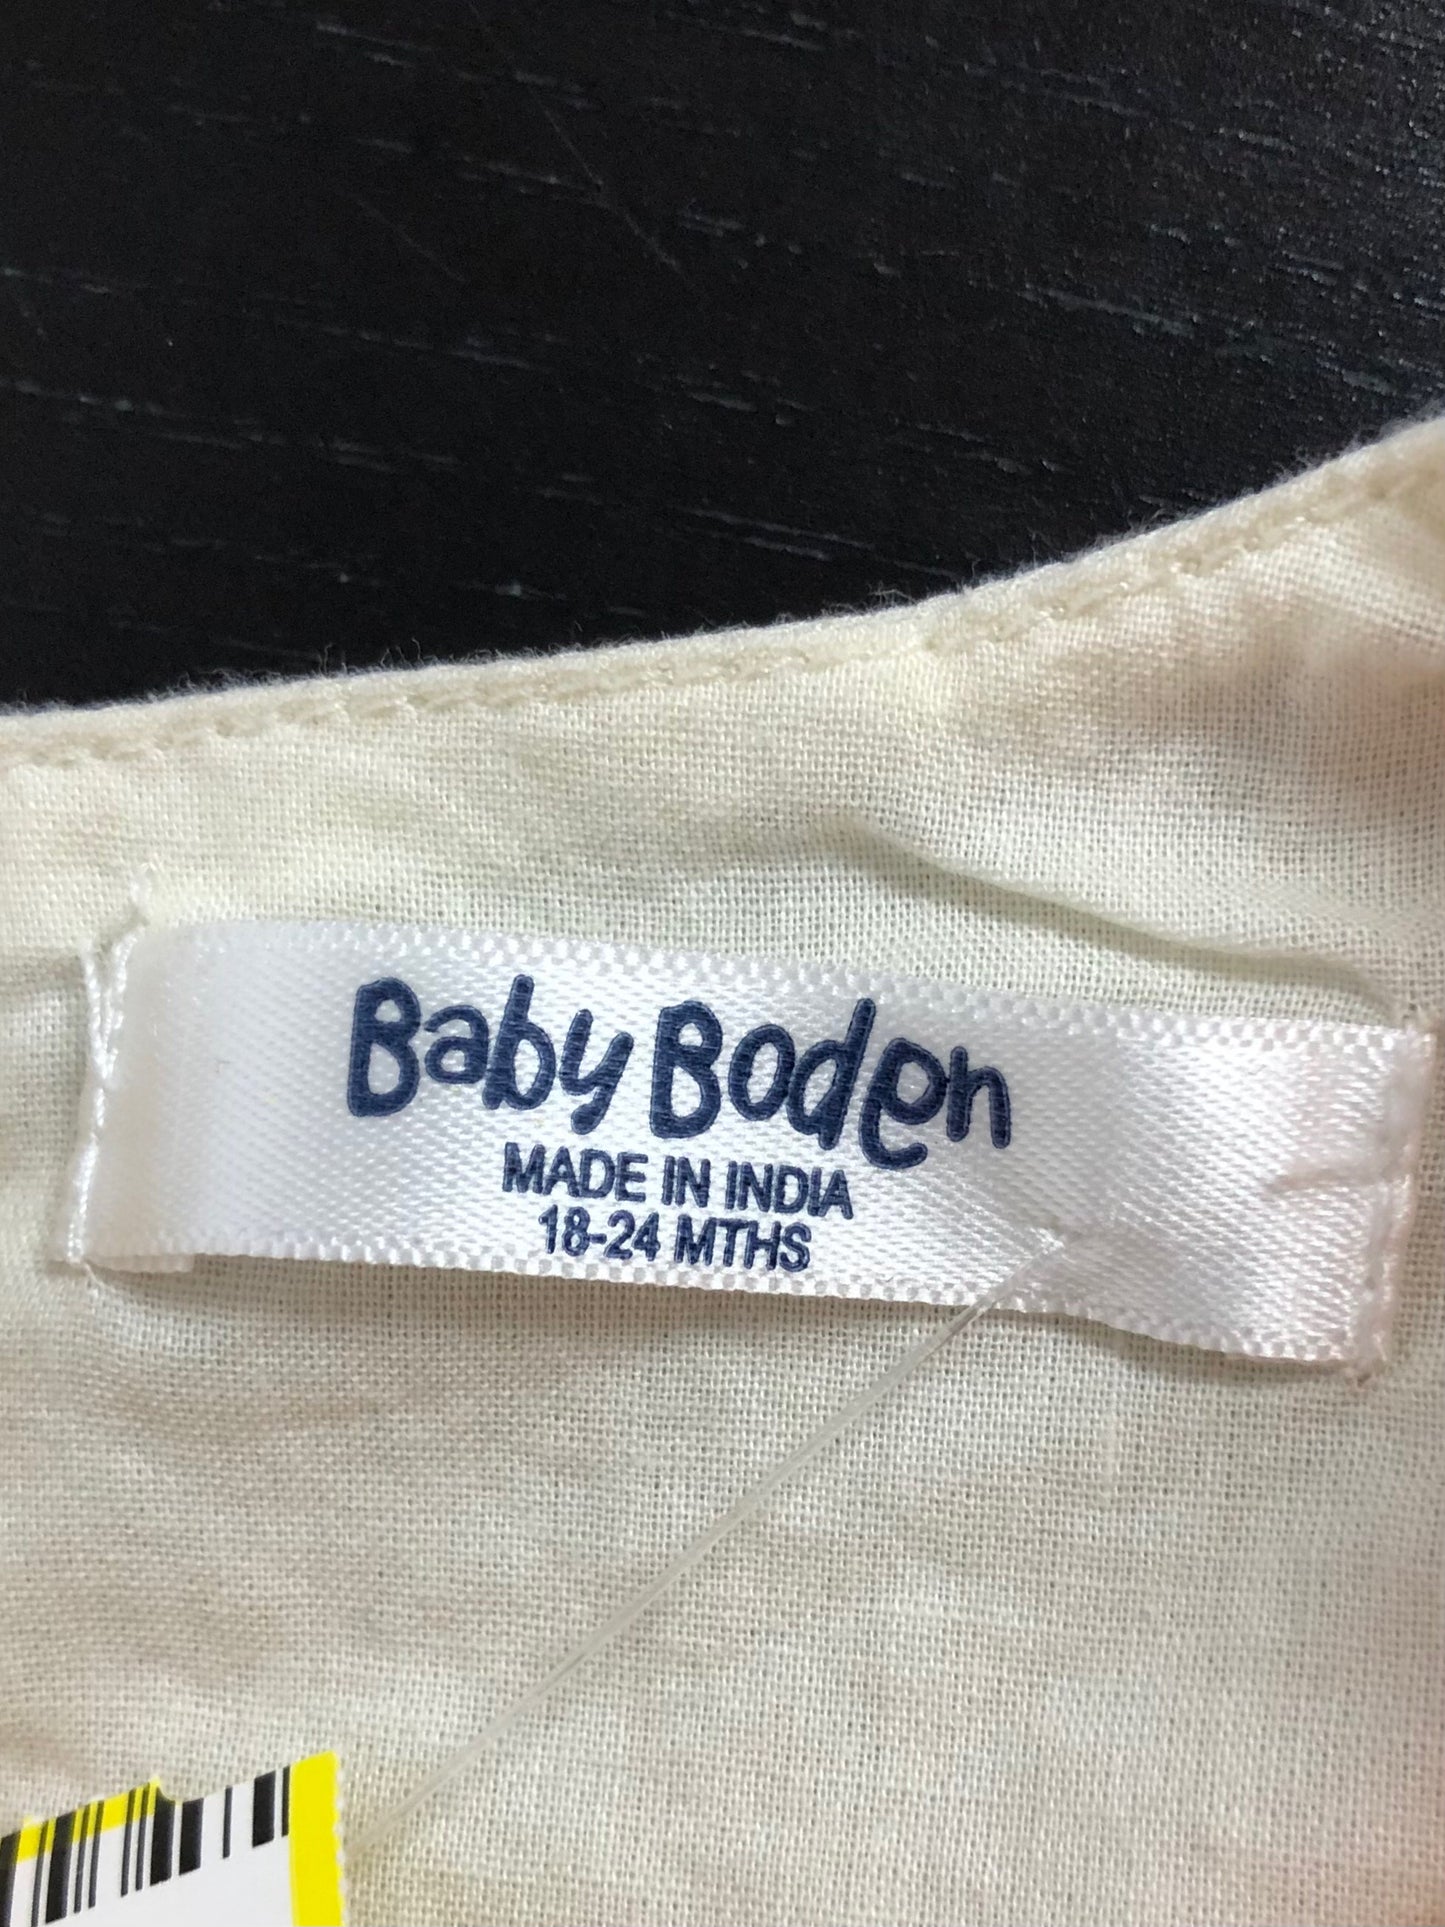 Baby Boden
MADE IN INDIA
18-24 MTHS